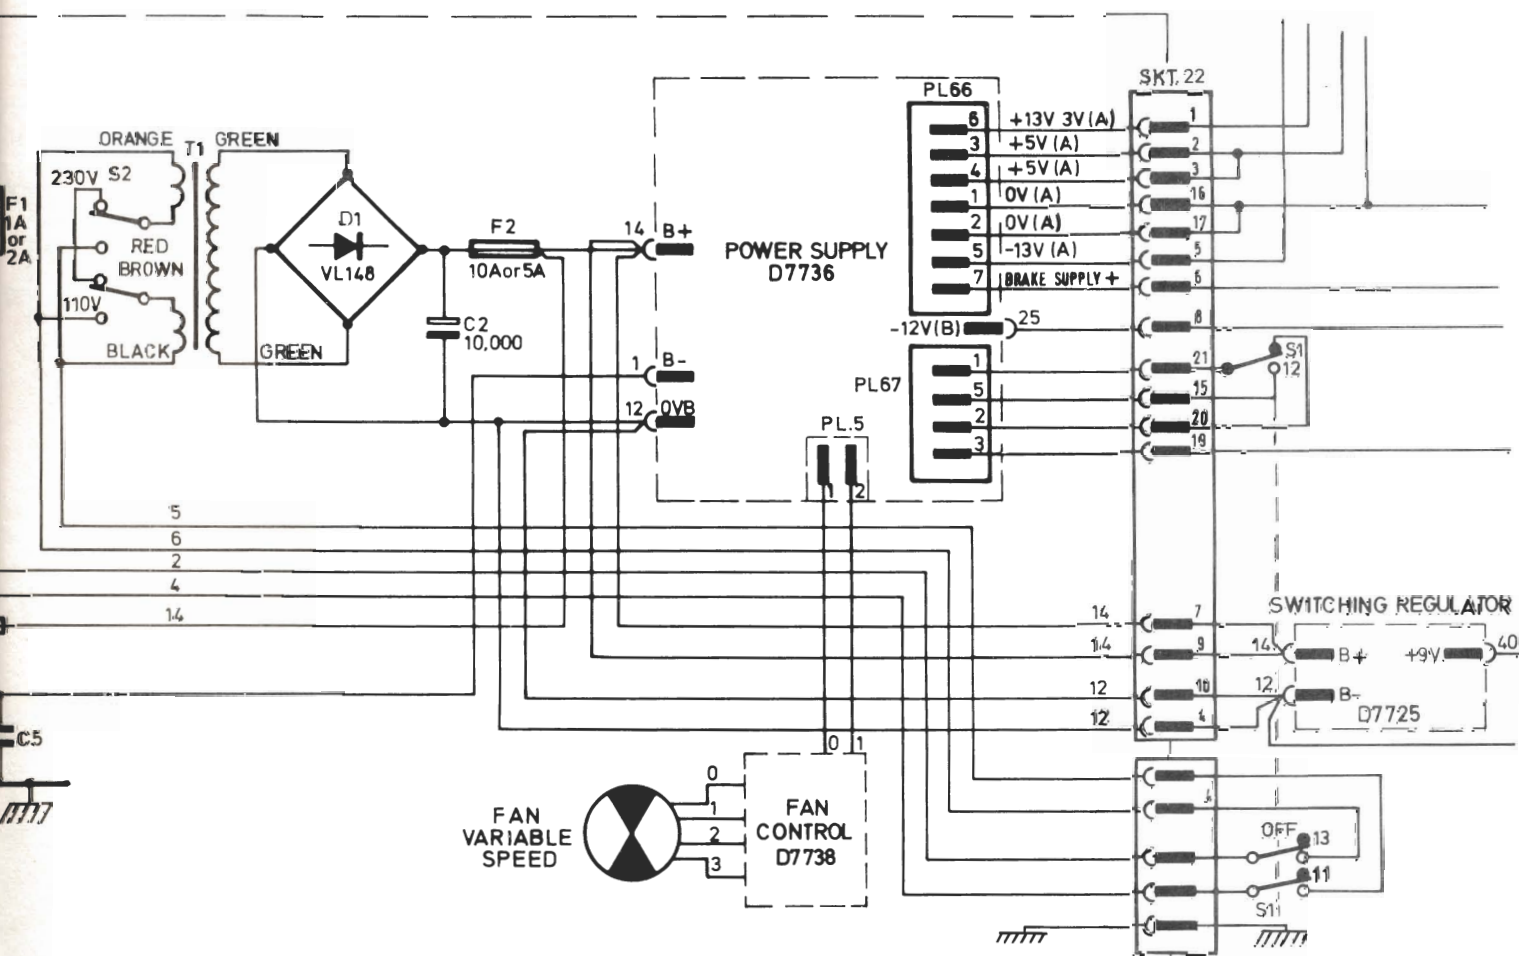 SKT. 22
PL66
6 +13V 3V(A) 1
3 +5V (A) 2
4 +5V (A) 3
1 0V (A) 16
2 0V (A) 17
5 -13V (A) 5
7 BRAKE SUPPLY + 6
-12V(B) 25 8
PL67
1 21
5 15
2 20
3 19
S1
12
ORANGE T1 GREEN
230V S2
RED
BROWN
110V
BLACK GREEN
F1
1A
or
2A
D1
VL148
F2
10A or 5A
C2
10,000
14 B+
1 B-
12 0VB
POWER SUPPLY
D7736
PL.5
1 2
5
6
2
4
14
14 7
14 9
12 10
12 4
SWITCHING REGULATOR
14 B+ +9V 40
12 B-
D7725
C5
0 1
FAN
VARIABLE
SPEED
0
1
2
3
FAN
CONTROL
D7738
OFF 13
11
S11